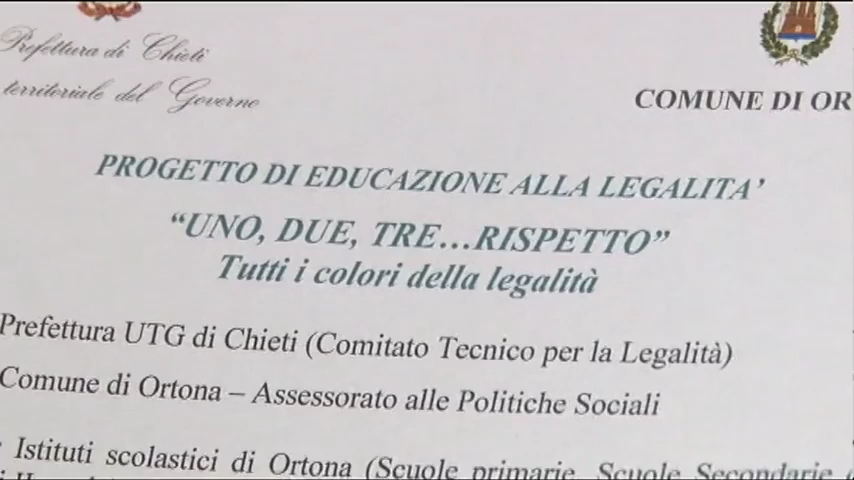 Prefettura di Chieti
territoriale del Governo
COMUNE DI OR
PROGETTO DI EDUCAZIONE ALLA LEGALITA'
“UNO, DUE, TRE…RISPETTO”
Tutti i colori della legalità
Prefettura UTG di Chieti (Comitato Tecnico per la Legalità)
Comune di Ortona – Assessorato alle Politiche Sociali
Istituti scolastici di Ortona (Scuole primarie, Scuole Secondarie